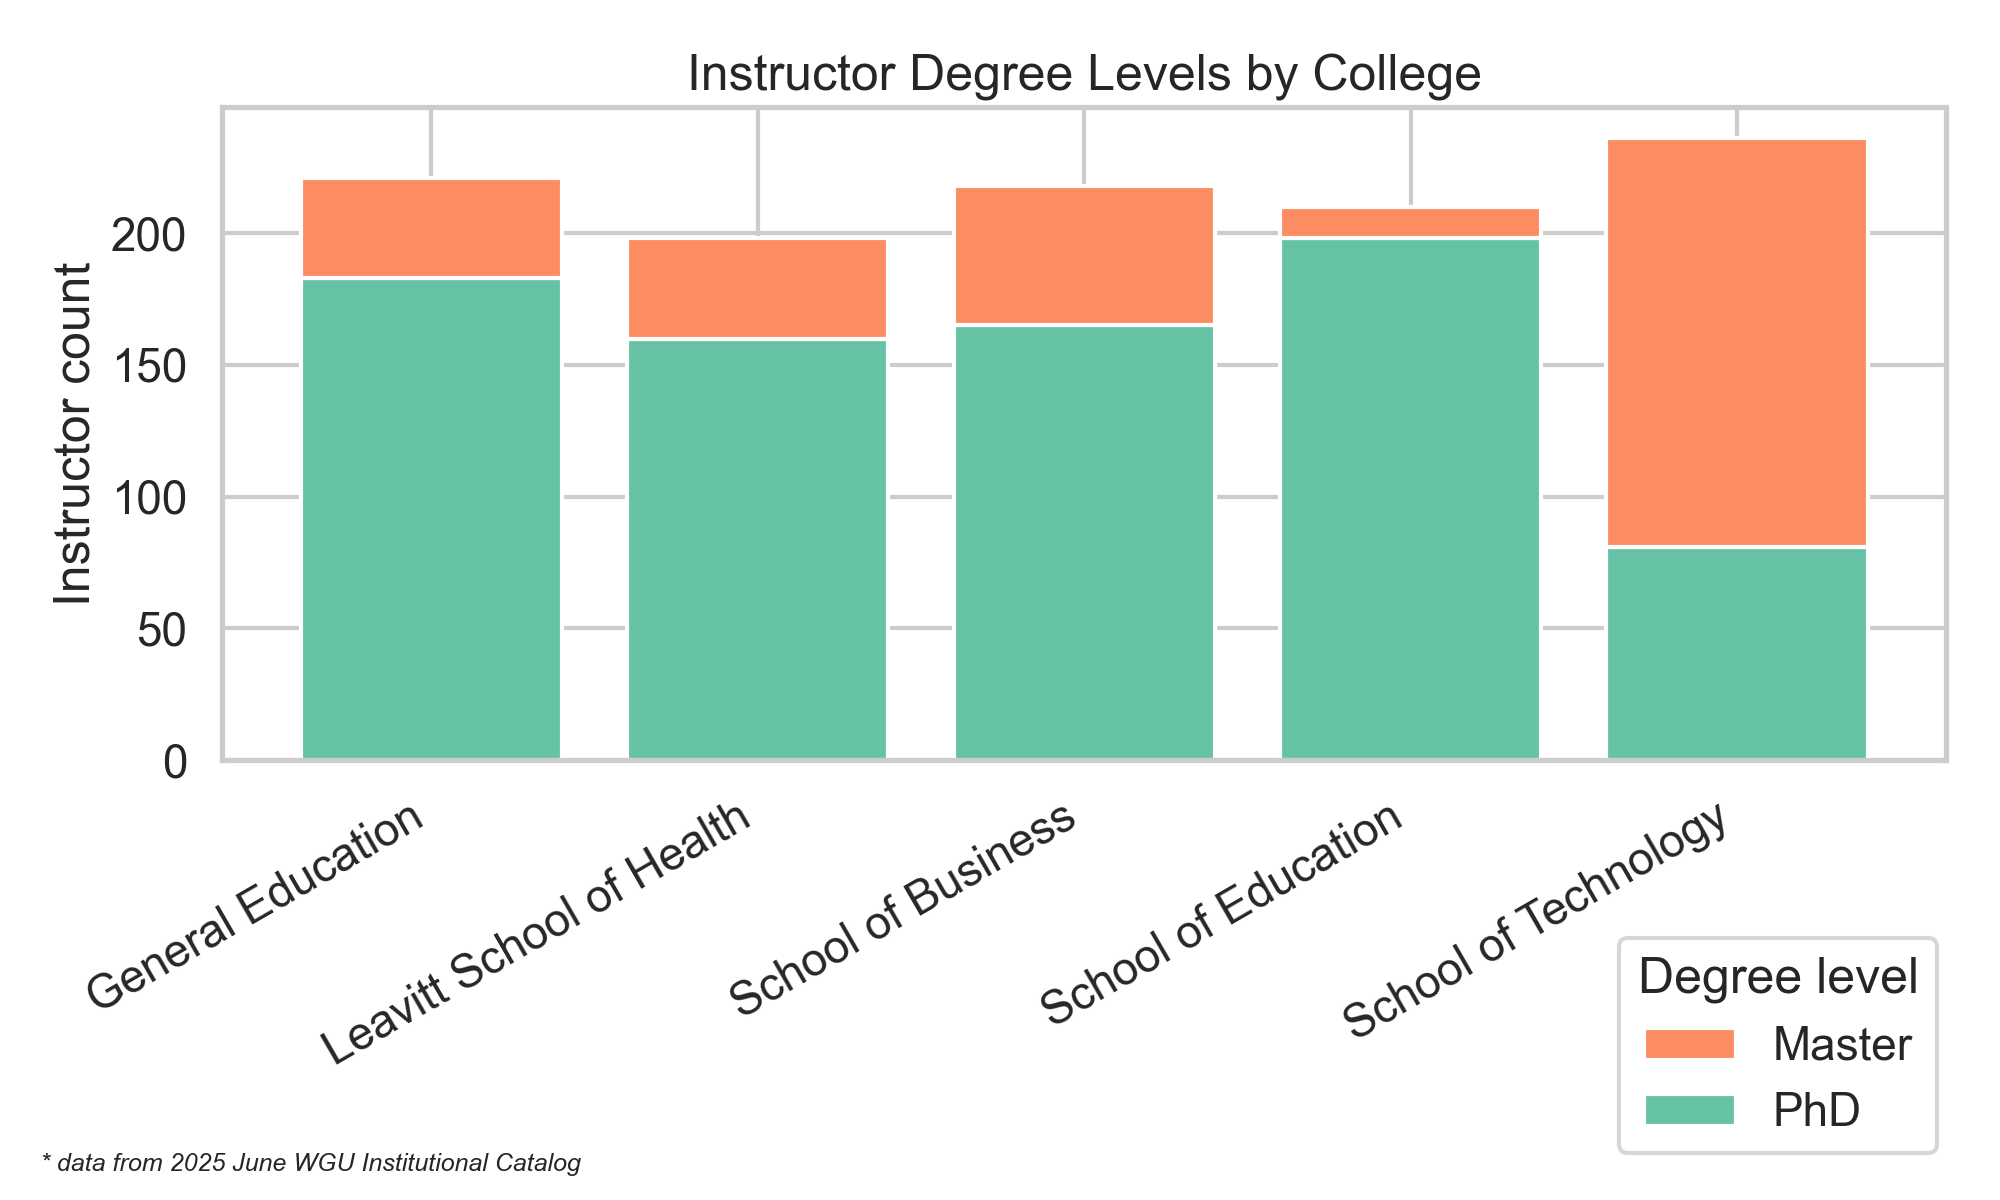 Instructor Degree Levels by College
Instructor count
200
150
100
50
0
General Education
Leavitt School of Health
School of Business
School of Education
School of Technology
Degree level
Master
PhD
* data from 2025 June WGU Institutional Catalog